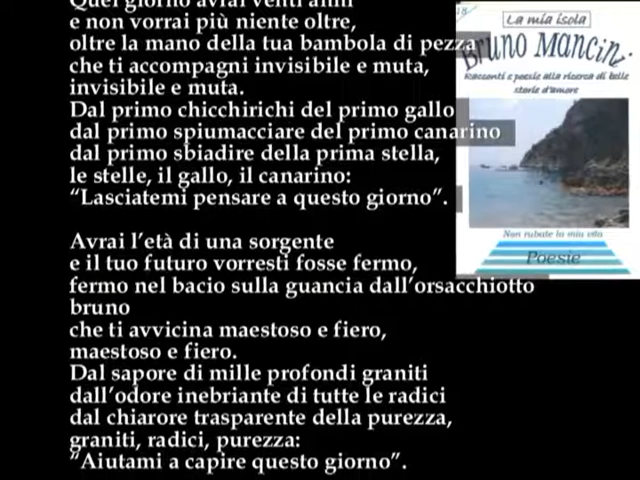 Quel giorno avrai venti anni
e non vorrai più niente oltre,
oltre la mano della tua bambola di pezza
che ti accompagni invisibile e muta,
invisibile e muta.
Dal primo chicchirichi del primo gallo
dal primo spiumacciare del primo canarino
dal primo sbiadire della prima stella,
le stelle, il gallo, il canarino:
“Lasciatemi pensare a questo giorno”.
Avrai l’età di una sorgente
e il tuo futuro vorresti fosse fermo,
fermo nel bacio sulla guancia dall’orsacchiotto
bruno
che ti avvicina maestoso e fiero,
maestoso e fiero.
Dal sapore di mille profondi graniti
dall’odore inebriante di tutte le radici
dal chiarore trasparente della purezza,
graniti, radici, purezza:
“Aiutami a capire questo giorno”.
La mia isola
Bruno Mancini
Racconti e poesie alla ricerca di belle
storie d'amore
Non rubate la mia vita
Poesie